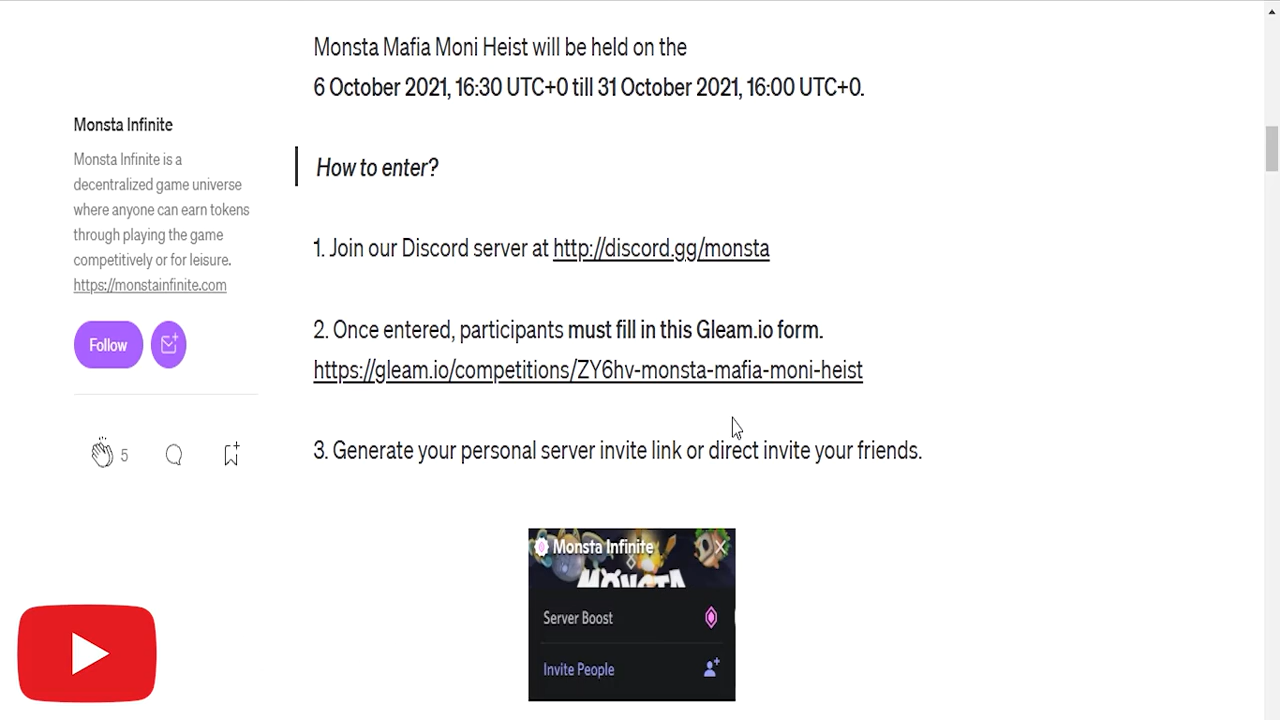 Monsta Mafia Moni Heist will be held on the
6 October 2021, 16:30 UTC+0 till 31 October 2021, 16:00 UTC+0.
Monsta Infinite
Monsta Infinite is a
decentralized game universe
where anyone can earn tokens
through playing the game
competitively or for leisure.
https://monstainfinite.com
Follow
5
How to enter?
1. Join our Discord server at http://discord.gg/monsta
2. Once entered, participants must fill in this Gleam.io form.
https://gleam.io/competitions/ZY6hv-monsta-mafia-moni-heist
3. Generate your personal server invite link or direct invite your friends.
Monsta Infinite
MONSTA
Server Boost
Invite People